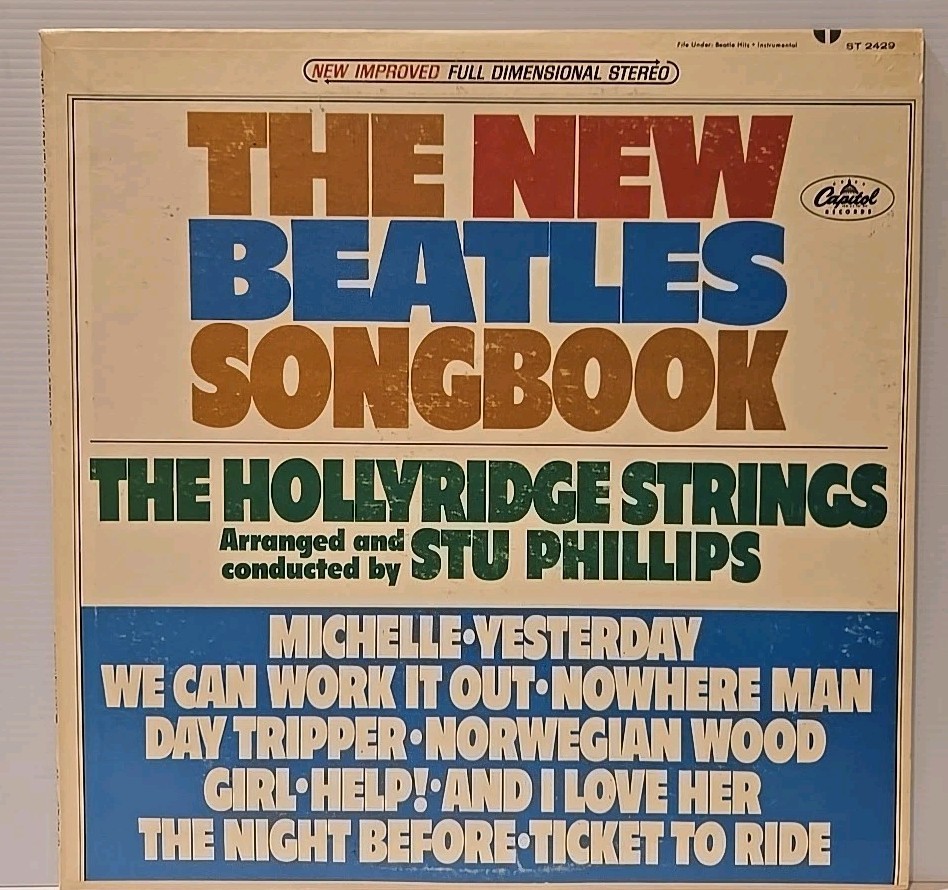 File Under: Beatle Hits • Instrumental
ST 2429
NEW IMPROVED FULL DIMENSIONAL STEREO
THE NEW
BEATLES
SONGBOOK
Capitol
RECORDS
THE HOLLYRIDGE STRINGS
Arranged and
conducted by STU PHILLIPS
MICHELLE•YESTERDAY
WE CAN WORK IT OUT•NOWHERE MAN
DAY TRIPPER•NORWEGIAN WOOD
GIRL•HELP!•AND I LOVE HER
THE NIGHT BEFORE•TICKET TO RIDE